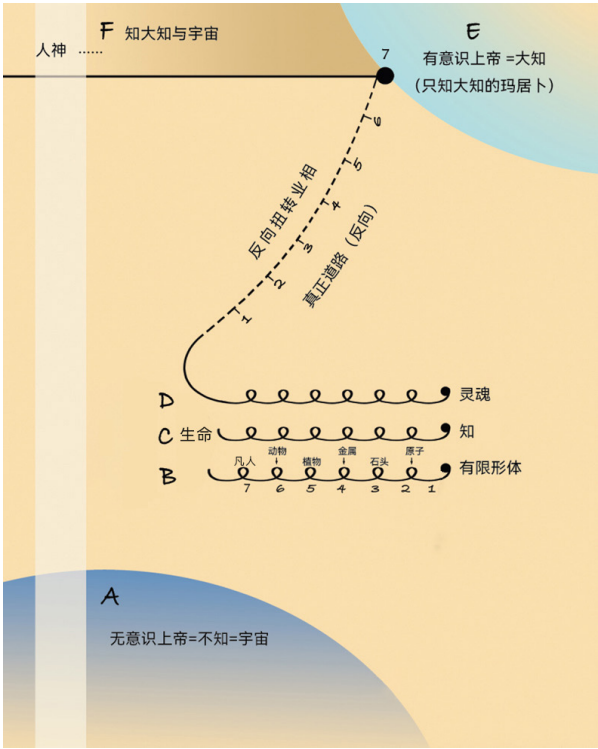 F 知大知与宇宙
人神 ......
7
E
有意识上帝 =大知
(只知大知的玛居卜)
6
5
4
3
2
1
反向扭转业相
真正道路 (反向)
D 灵魂
C 生命 知
凡人 动物 植物 金属 石头 原子
B 有限形体
7 6 5 4 3 2 1
A
无意识上帝=不知=宇宙